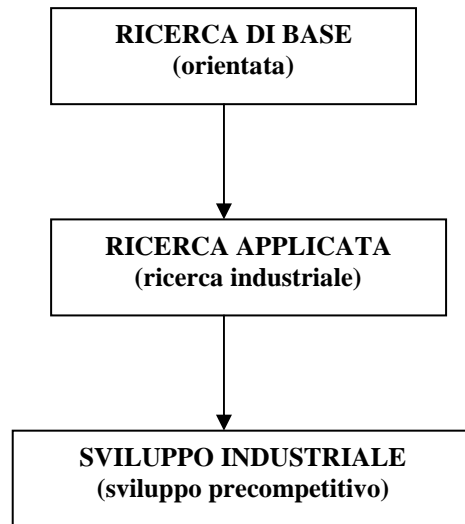 RICERCA DI BASE
(orientata)
RICERCA APPLICATA
(ricerca industriale)
SVILUPPO INDUSTRIALE
(sviluppo precompetitivo)